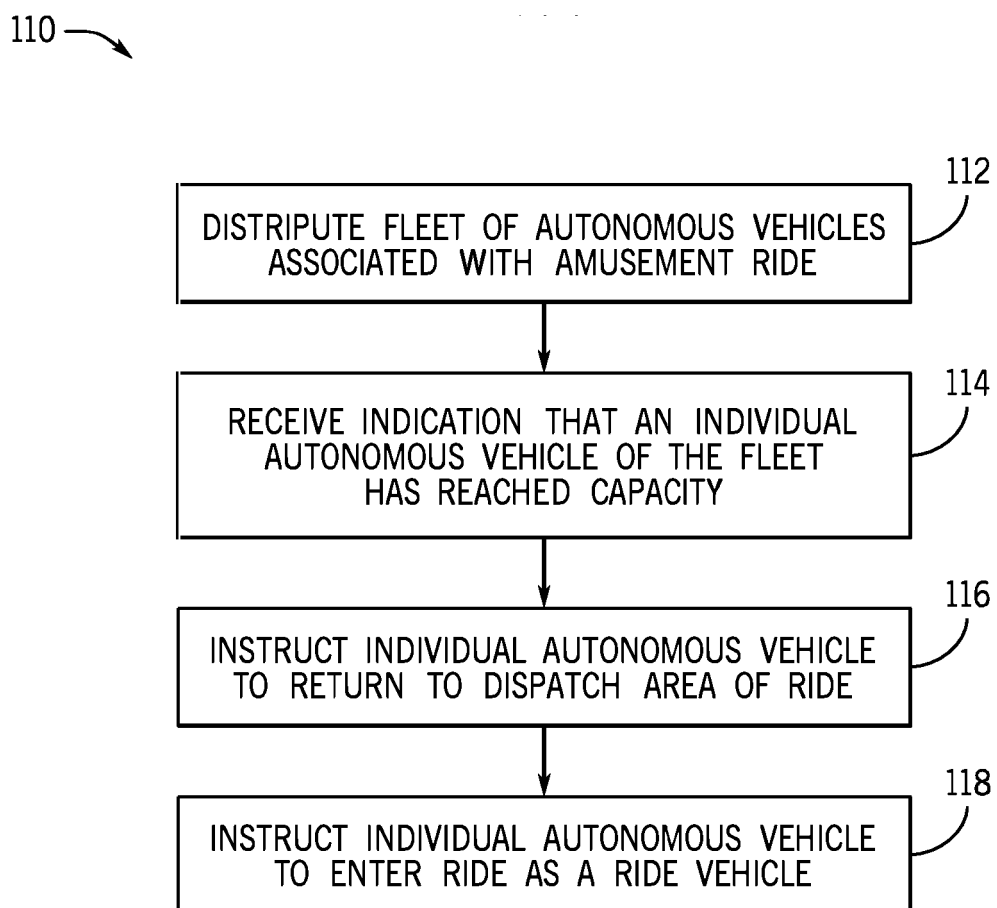 110
112
DISTRIPUTE FLEET OF AUTONOMOUS VEHICLES
ASSOCIATED WITH AMUSEMENT RIDE
114
RECEIVE INDICATION THAT AN INDIVIDUAL
AUTONOMOUS VEHICLE OF THE FLEET
HAS REACHED CAPACITY
116
INSTRUCT INDIVIDUAL AUTONOMOUS VEHICLE
TO RETURN TO DISPATCH AREA OF RIDE
118
INSTRUCT INDIVIDUAL AUTONOMOUS VEHICLE
TO ENTER RIDE AS A RIDE VEHICLE